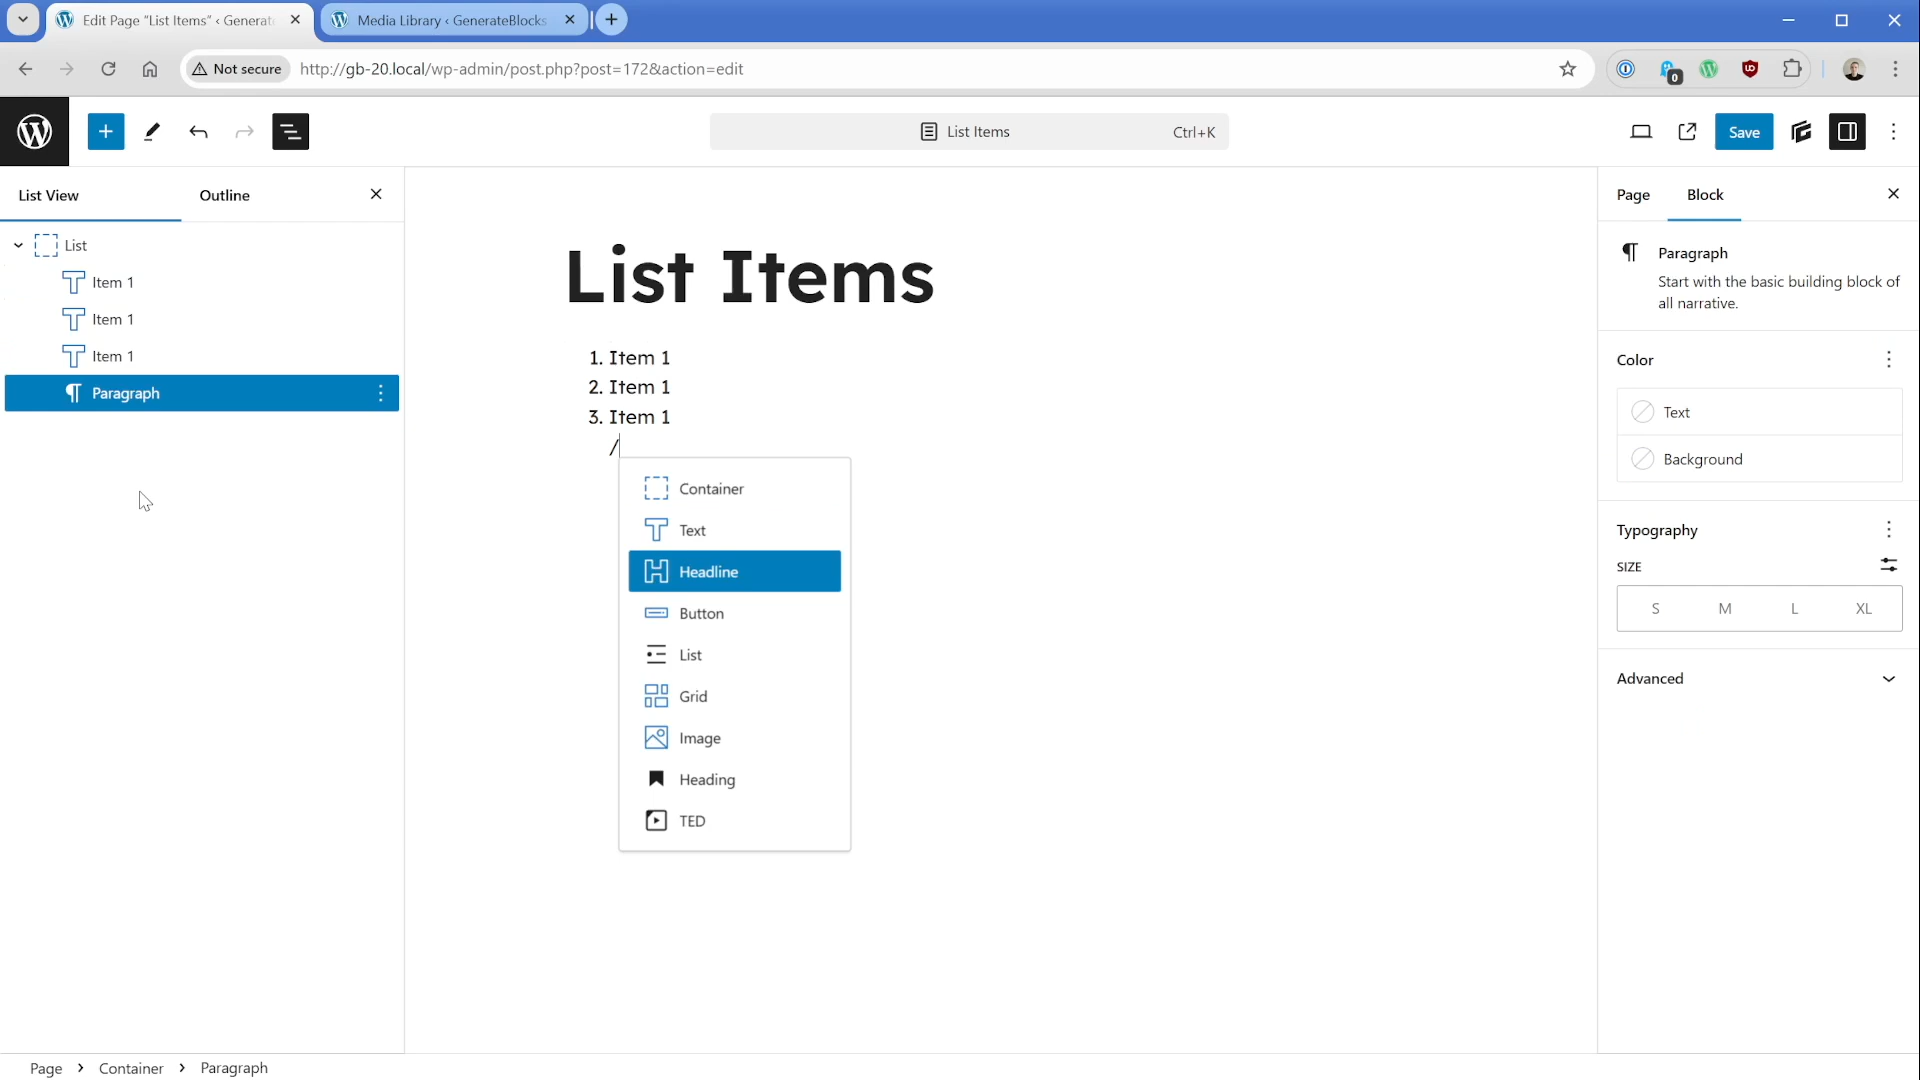 Edit Page "List Items" ‹ Generate
Media Library ‹ GenerateBlocks
Not secure
http://gb-20.local/wp-admin/post.php?post=172&action=edit
0
List Items
Ctrl+K
Save
List View
Outline
List
Item 1
Item 1
Item 1
Paragraph
List Items
1. Item 1
2. Item 1
3. Item 1
/
Container
Text
Headline
Button
List
Grid
Image
Heading
TED
Page
Block
Paragraph
Start with the basic building block of
all narrative.
Color
Text
Background
Typography
SIZE
S M L XL
Advanced
Page > Container > Paragraph